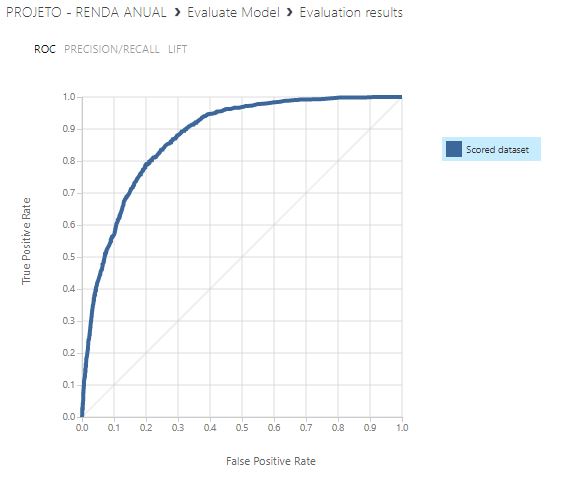 PROJETO - RENDA ANUAL ❯ Evaluate Model ❯ Evaluation results
ROC PRECISION/RECALL LIFT
1.0
0.9
0.8
0.7
0.6
0.5
0.4
0.3
0.2
0.1
0.0
True Positive Rate
0.0 0.1 0.2 0.3 0.4 0.5 0.6 0.7 0.8 0.9 1.0
False Positive Rate
Scored dataset